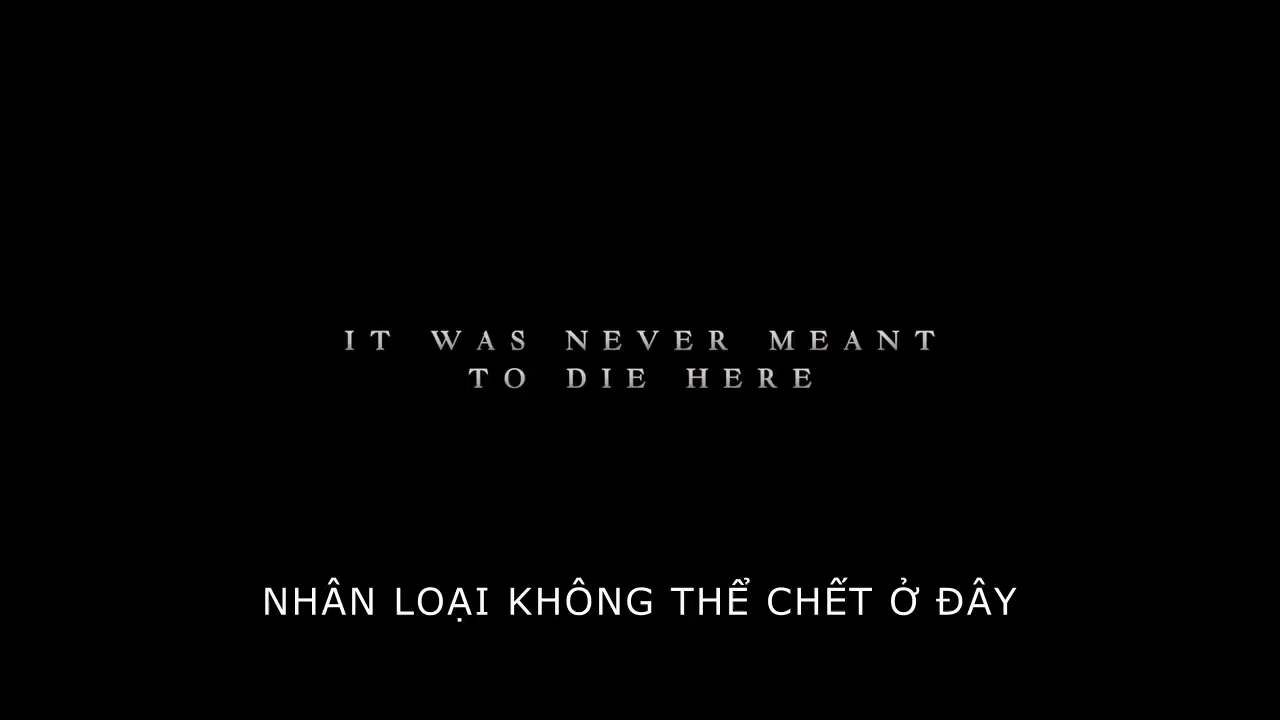 IT WAS NEVER MEANT
TO DIE HERE
NHÂN LOẠI KHÔNG THỂ CHẾT Ở ĐÂY